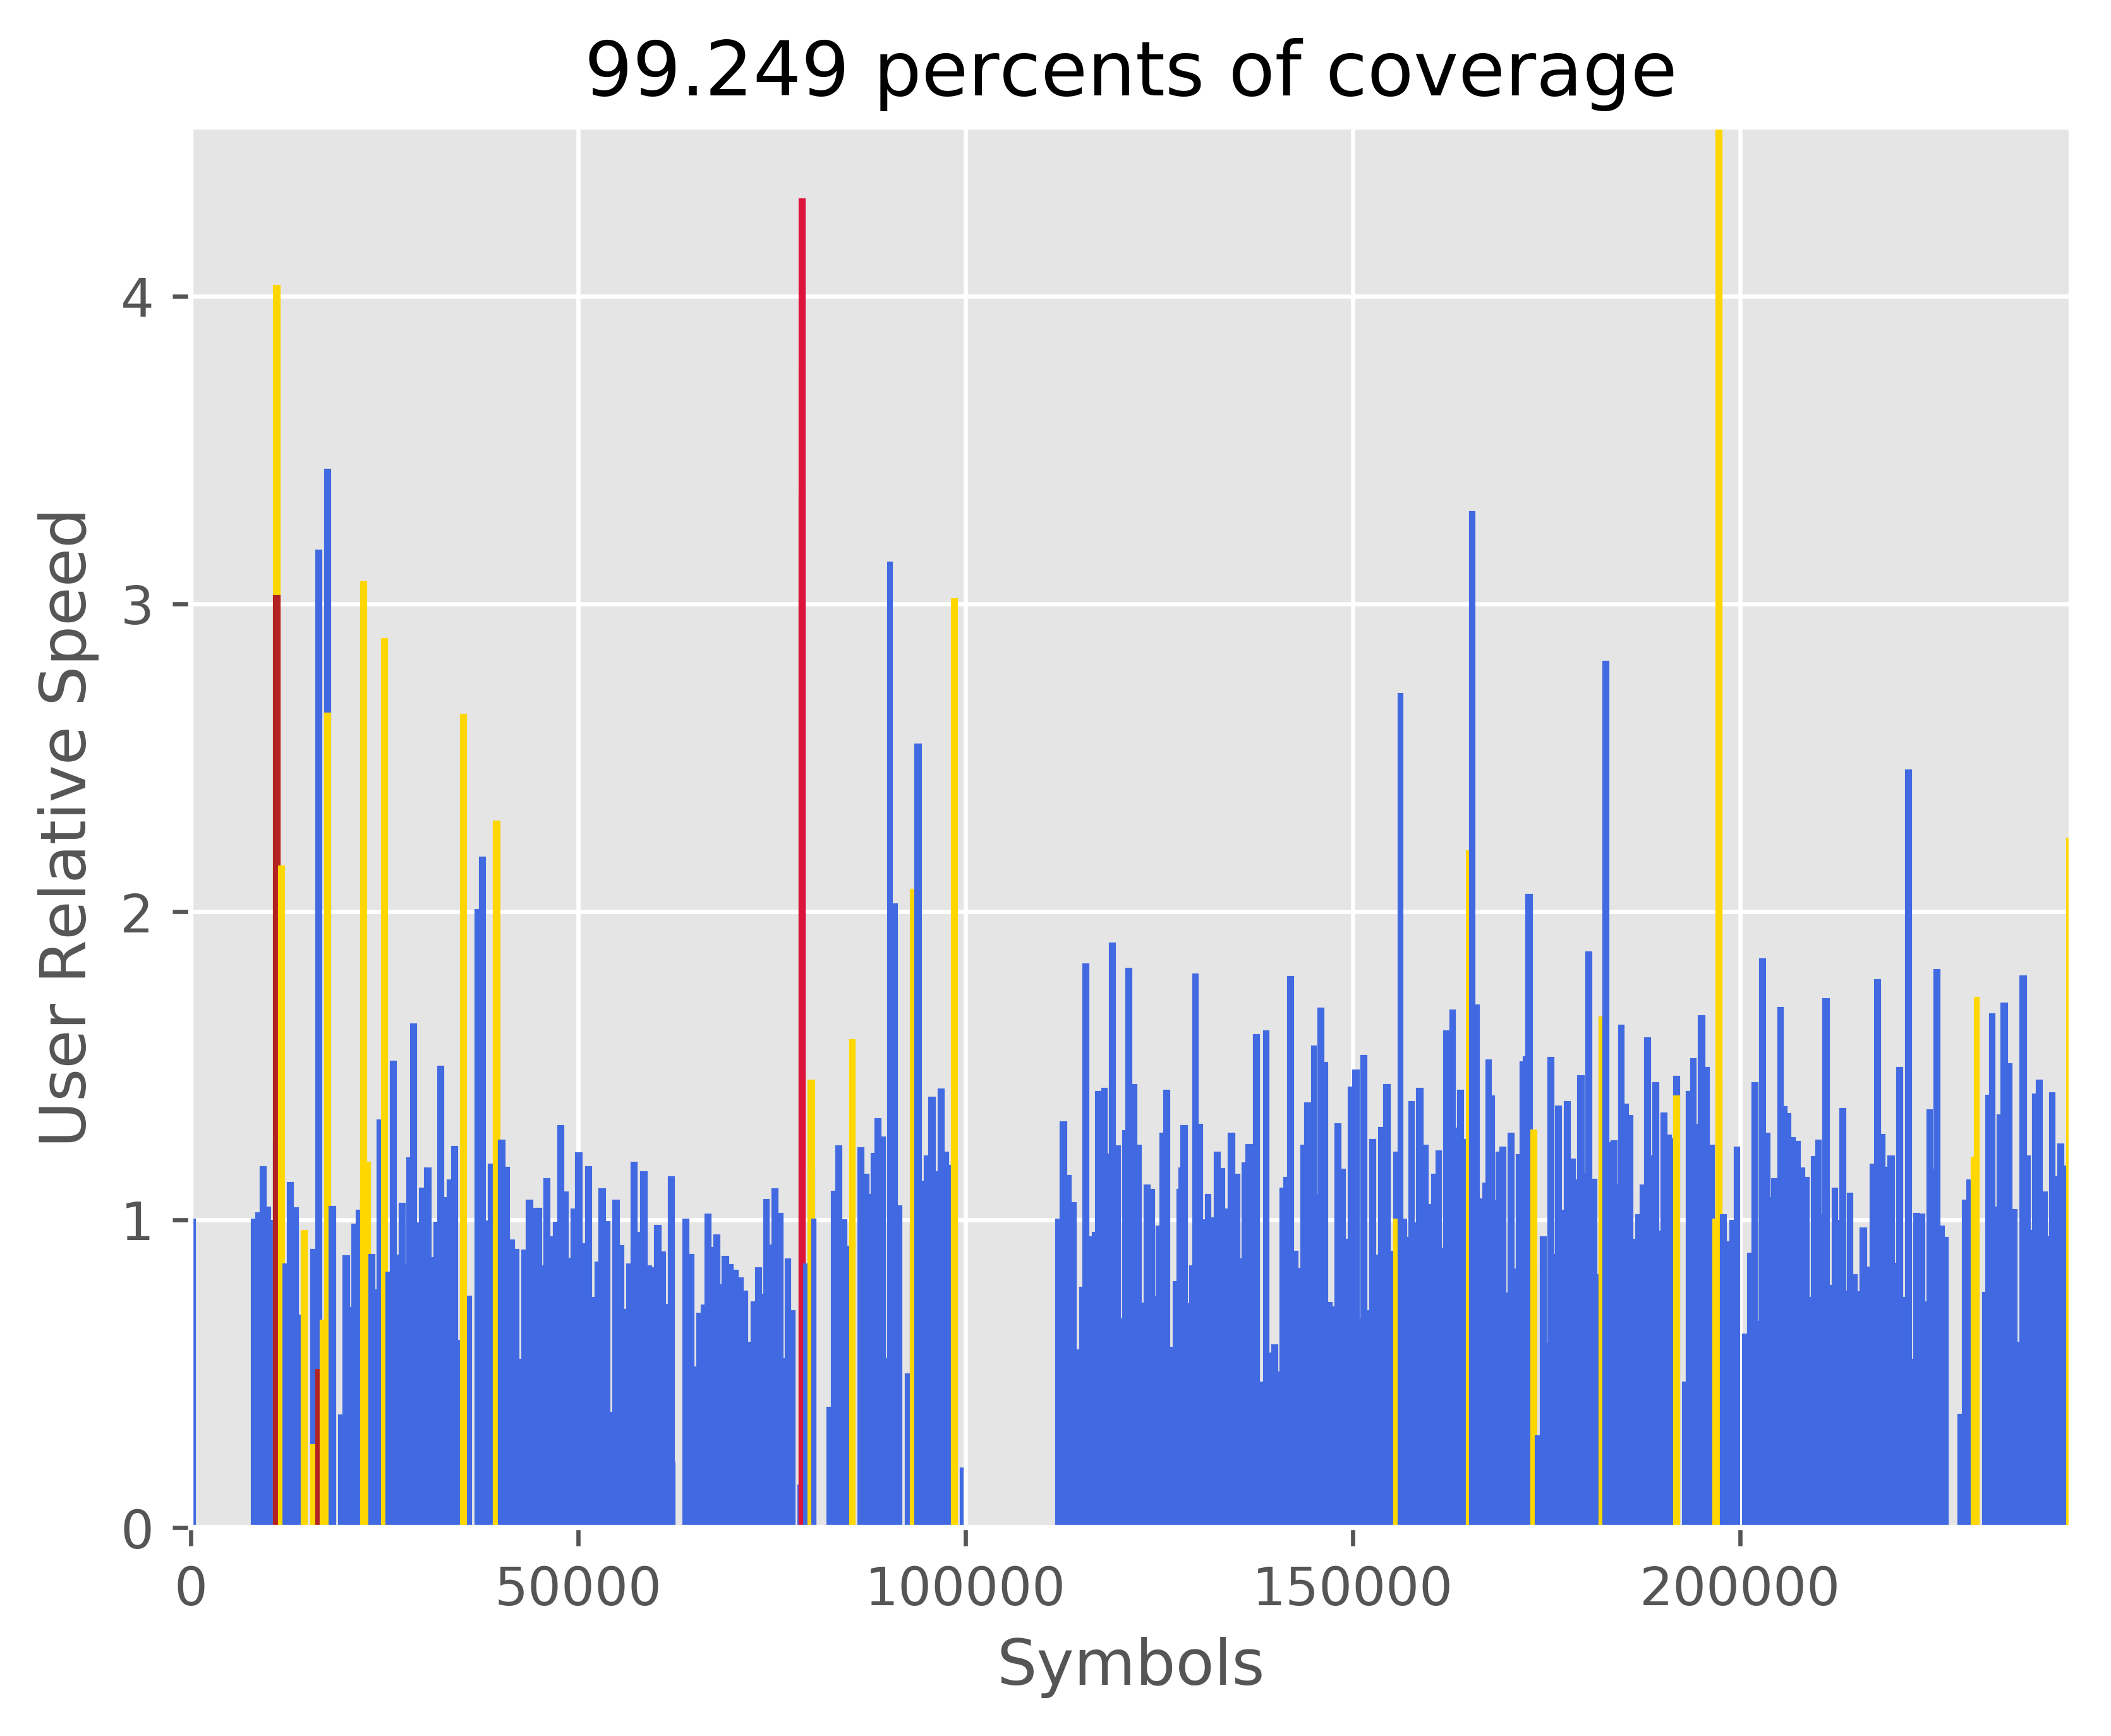 99.249 percents of coverage
User Relative Speed
4
3
2
1
0
0 50000 100000 150000 200000
Symbols